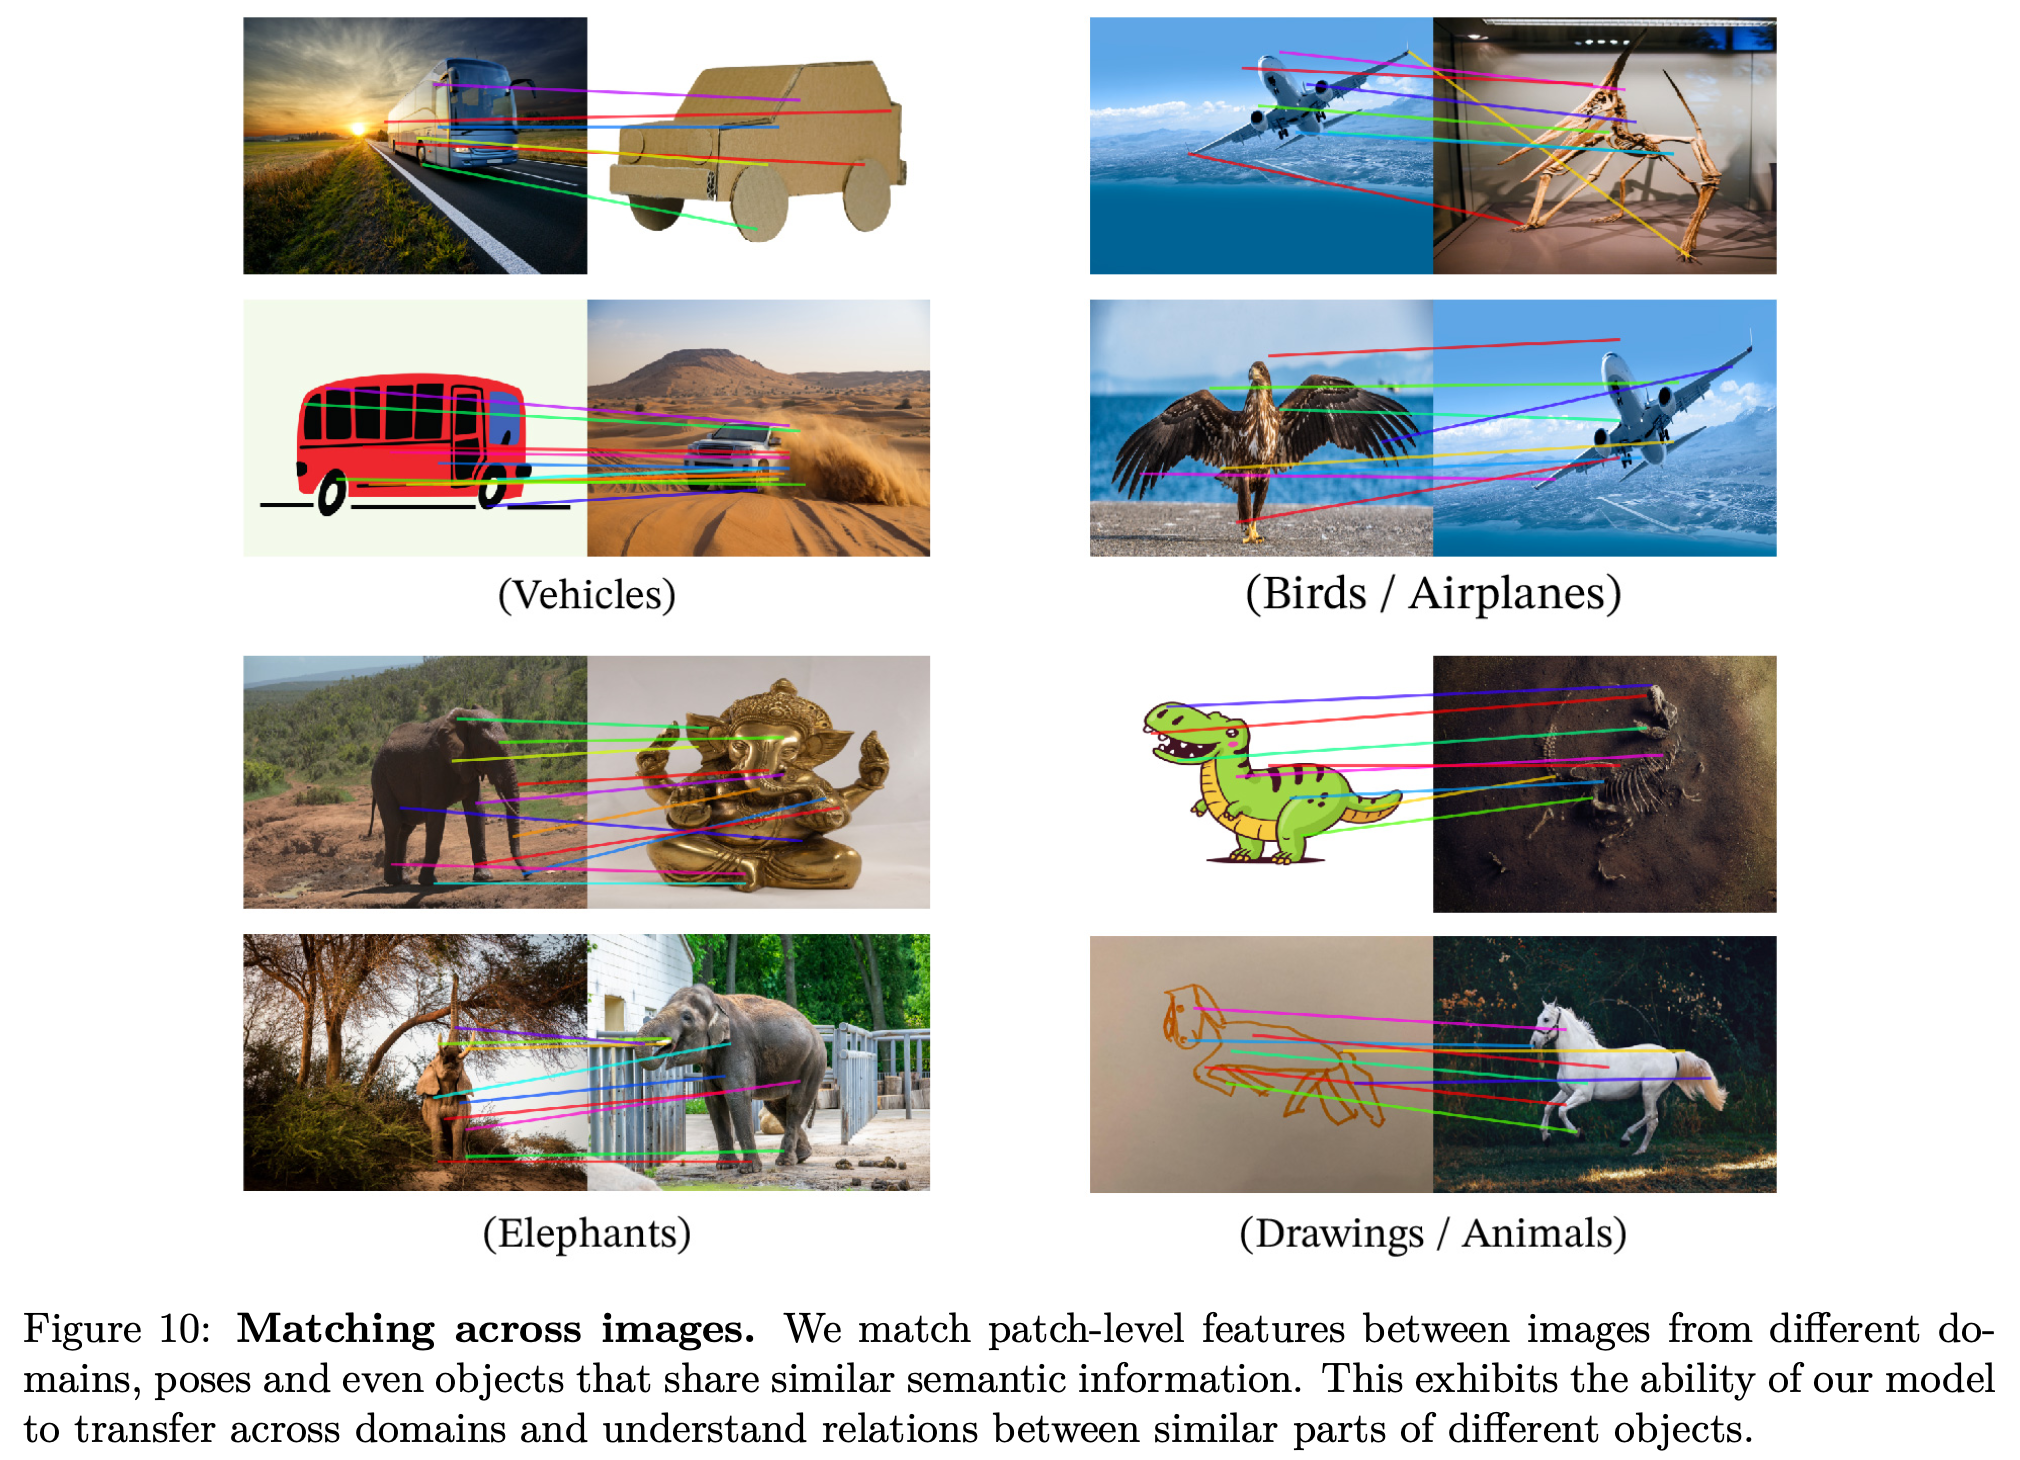 (Vehicles)
(Birds / Airplanes)
(Elephants)
(Drawings / Animals)
Figure 10: Matching across images. We match patch-level features between images from different do-
mains, poses and even objects that share similar semantic information. This exhibits the ability of our model
to transfer across domains and understand relations between similar parts of different objects.